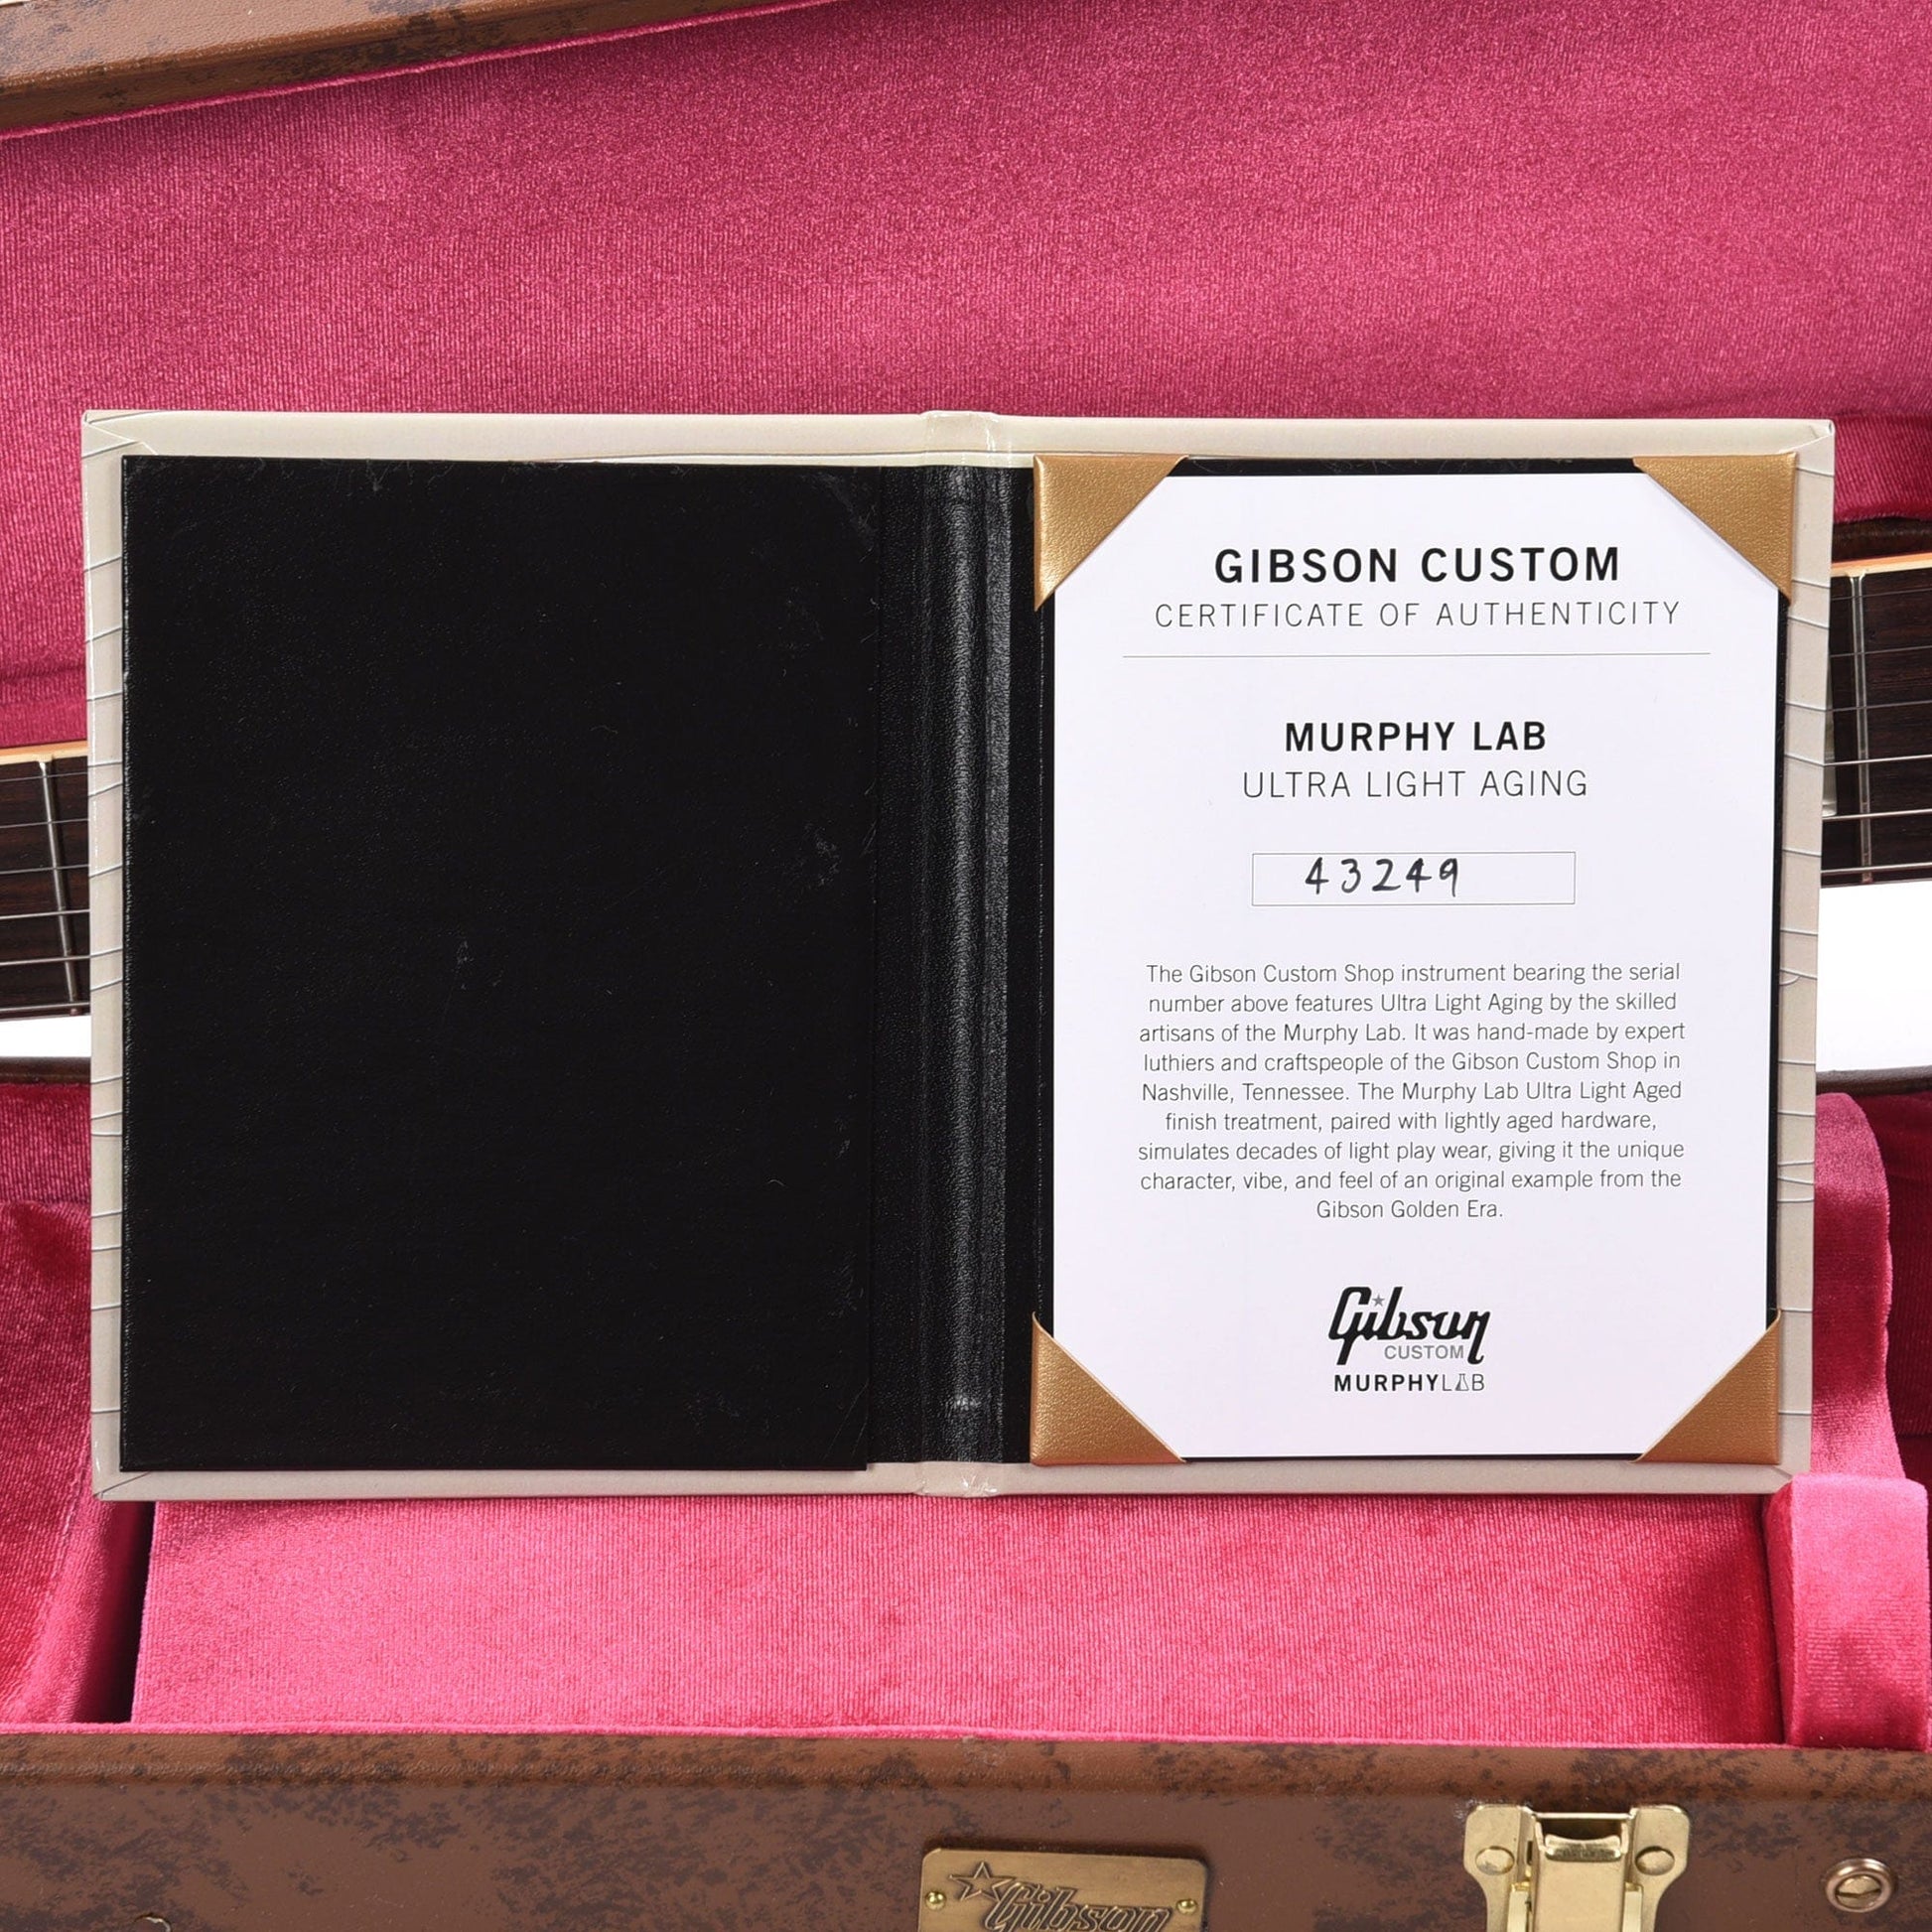 GIBSON CUSTOM
CERTIFICATE OF AUTHENTICITY
MURPHY LAB
ULTRA LIGHT AGING
43249
The Gibson Custom Shop instrument bearing the serial
number above features Ultra Light Aging by the skilled
artisans of the Murphy Lab. It was hand-made by expert
luthiers and craftspeople of the Gibson Custom Shop in
Nashville, Tennessee. The Murphy Lab Ultra Light Aged
finish treatment, paired with lightly aged hardware,
simulates decades of light play wear, giving it the unique
character, vibe, and feel of an original example from the
Gibson Golden Era.
Gibson
CUSTOM
MURPHYLAB
Gibson